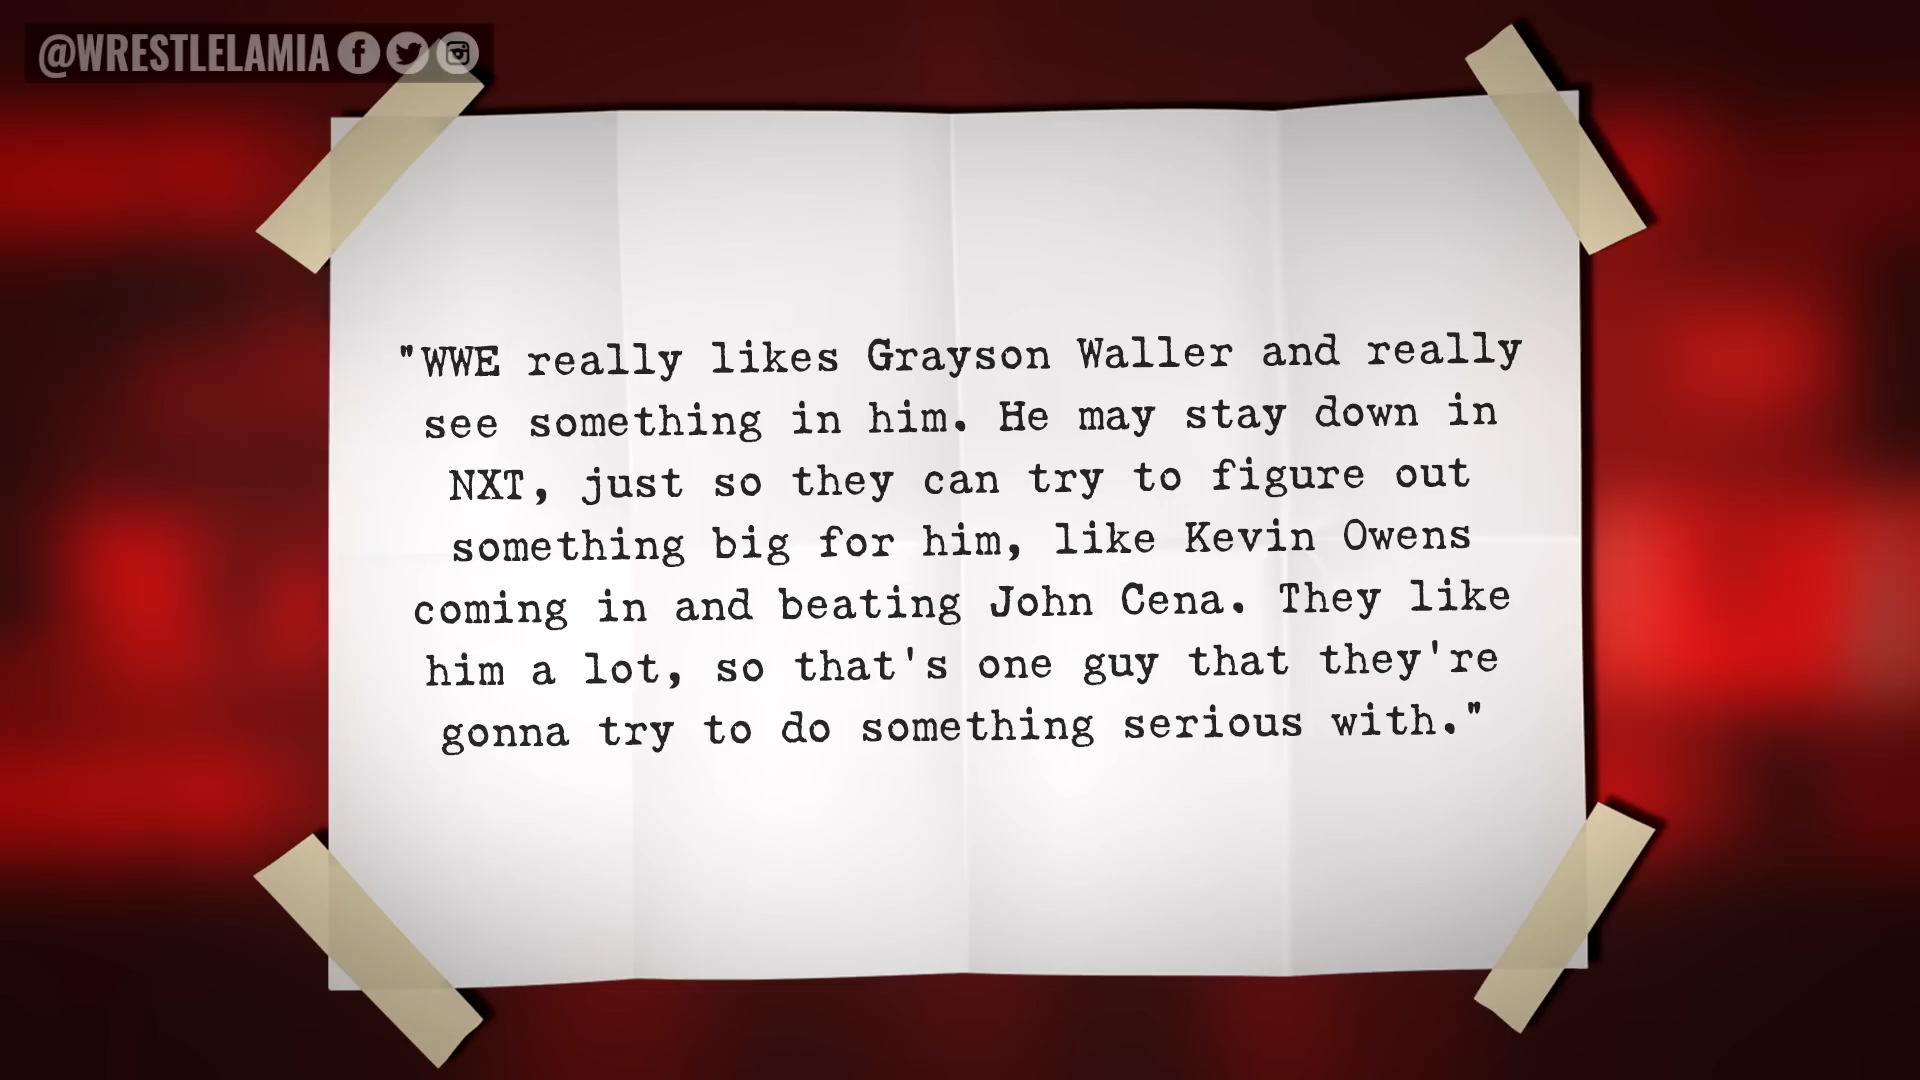 @WRESTLELAMIA
"WWE really likes Grayson Waller and really
see something in him. He may stay down in
NXT, just so they can try to figure out
something big for him, like Kevin Owens
coming in and beating John Cena. They like
him a lot, so that's one guy that they're
gonna try to do something serious with."